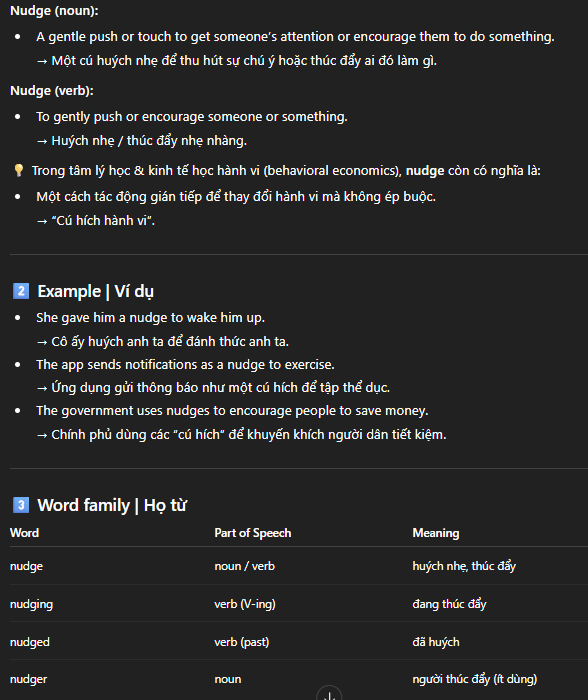 Nudge (noun):
• A gentle push or touch to get someone's attention or encourage them to do something.
→ Một cú huých nhẹ để thu hút sự chú ý hoặc thúc đẩy ai đó làm gì.
Nudge (verb):
• To gently push or encourage someone or something.
→ Huých nhẹ / thúc đẩy nhẹ nhàng.
💡 Trong tâm lý học & kinh tế học hành vi (behavioral economics), nudge còn có nghĩa là:
• Một cách tác động gián tiếp để thay đổi hành vi mà không ép buộc.
→ "Cú hích hành vi".
2 Example | Ví dụ
• She gave him a nudge to wake him up.
→ Cô ấy huých anh ta để đánh thức anh ta.
• The app sends notifications as a nudge to exercise.
→ Ứng dụng gửi thông báo như một cú hích để tập thể dục.
• The government uses nudges to encourage people to save money.
→ Chính phủ dùng các "cú hích" để khuyến khích người dân tiết kiệm.
3 Word family | Họ từ
Word Part of Speech Meaning
nudge noun / verb huých nhẹ, thúc đẩy
nudging verb (V-ing) đang thúc đẩy
nudged verb (past) đã huých
nudger noun người thúc đẩy (ít dùng)